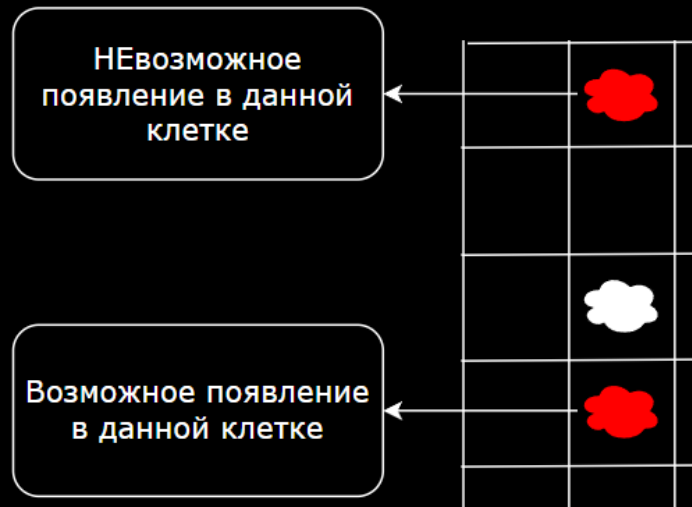 НЕвозможное
появление в данной
клетке
Возможное появление
в данной клетке